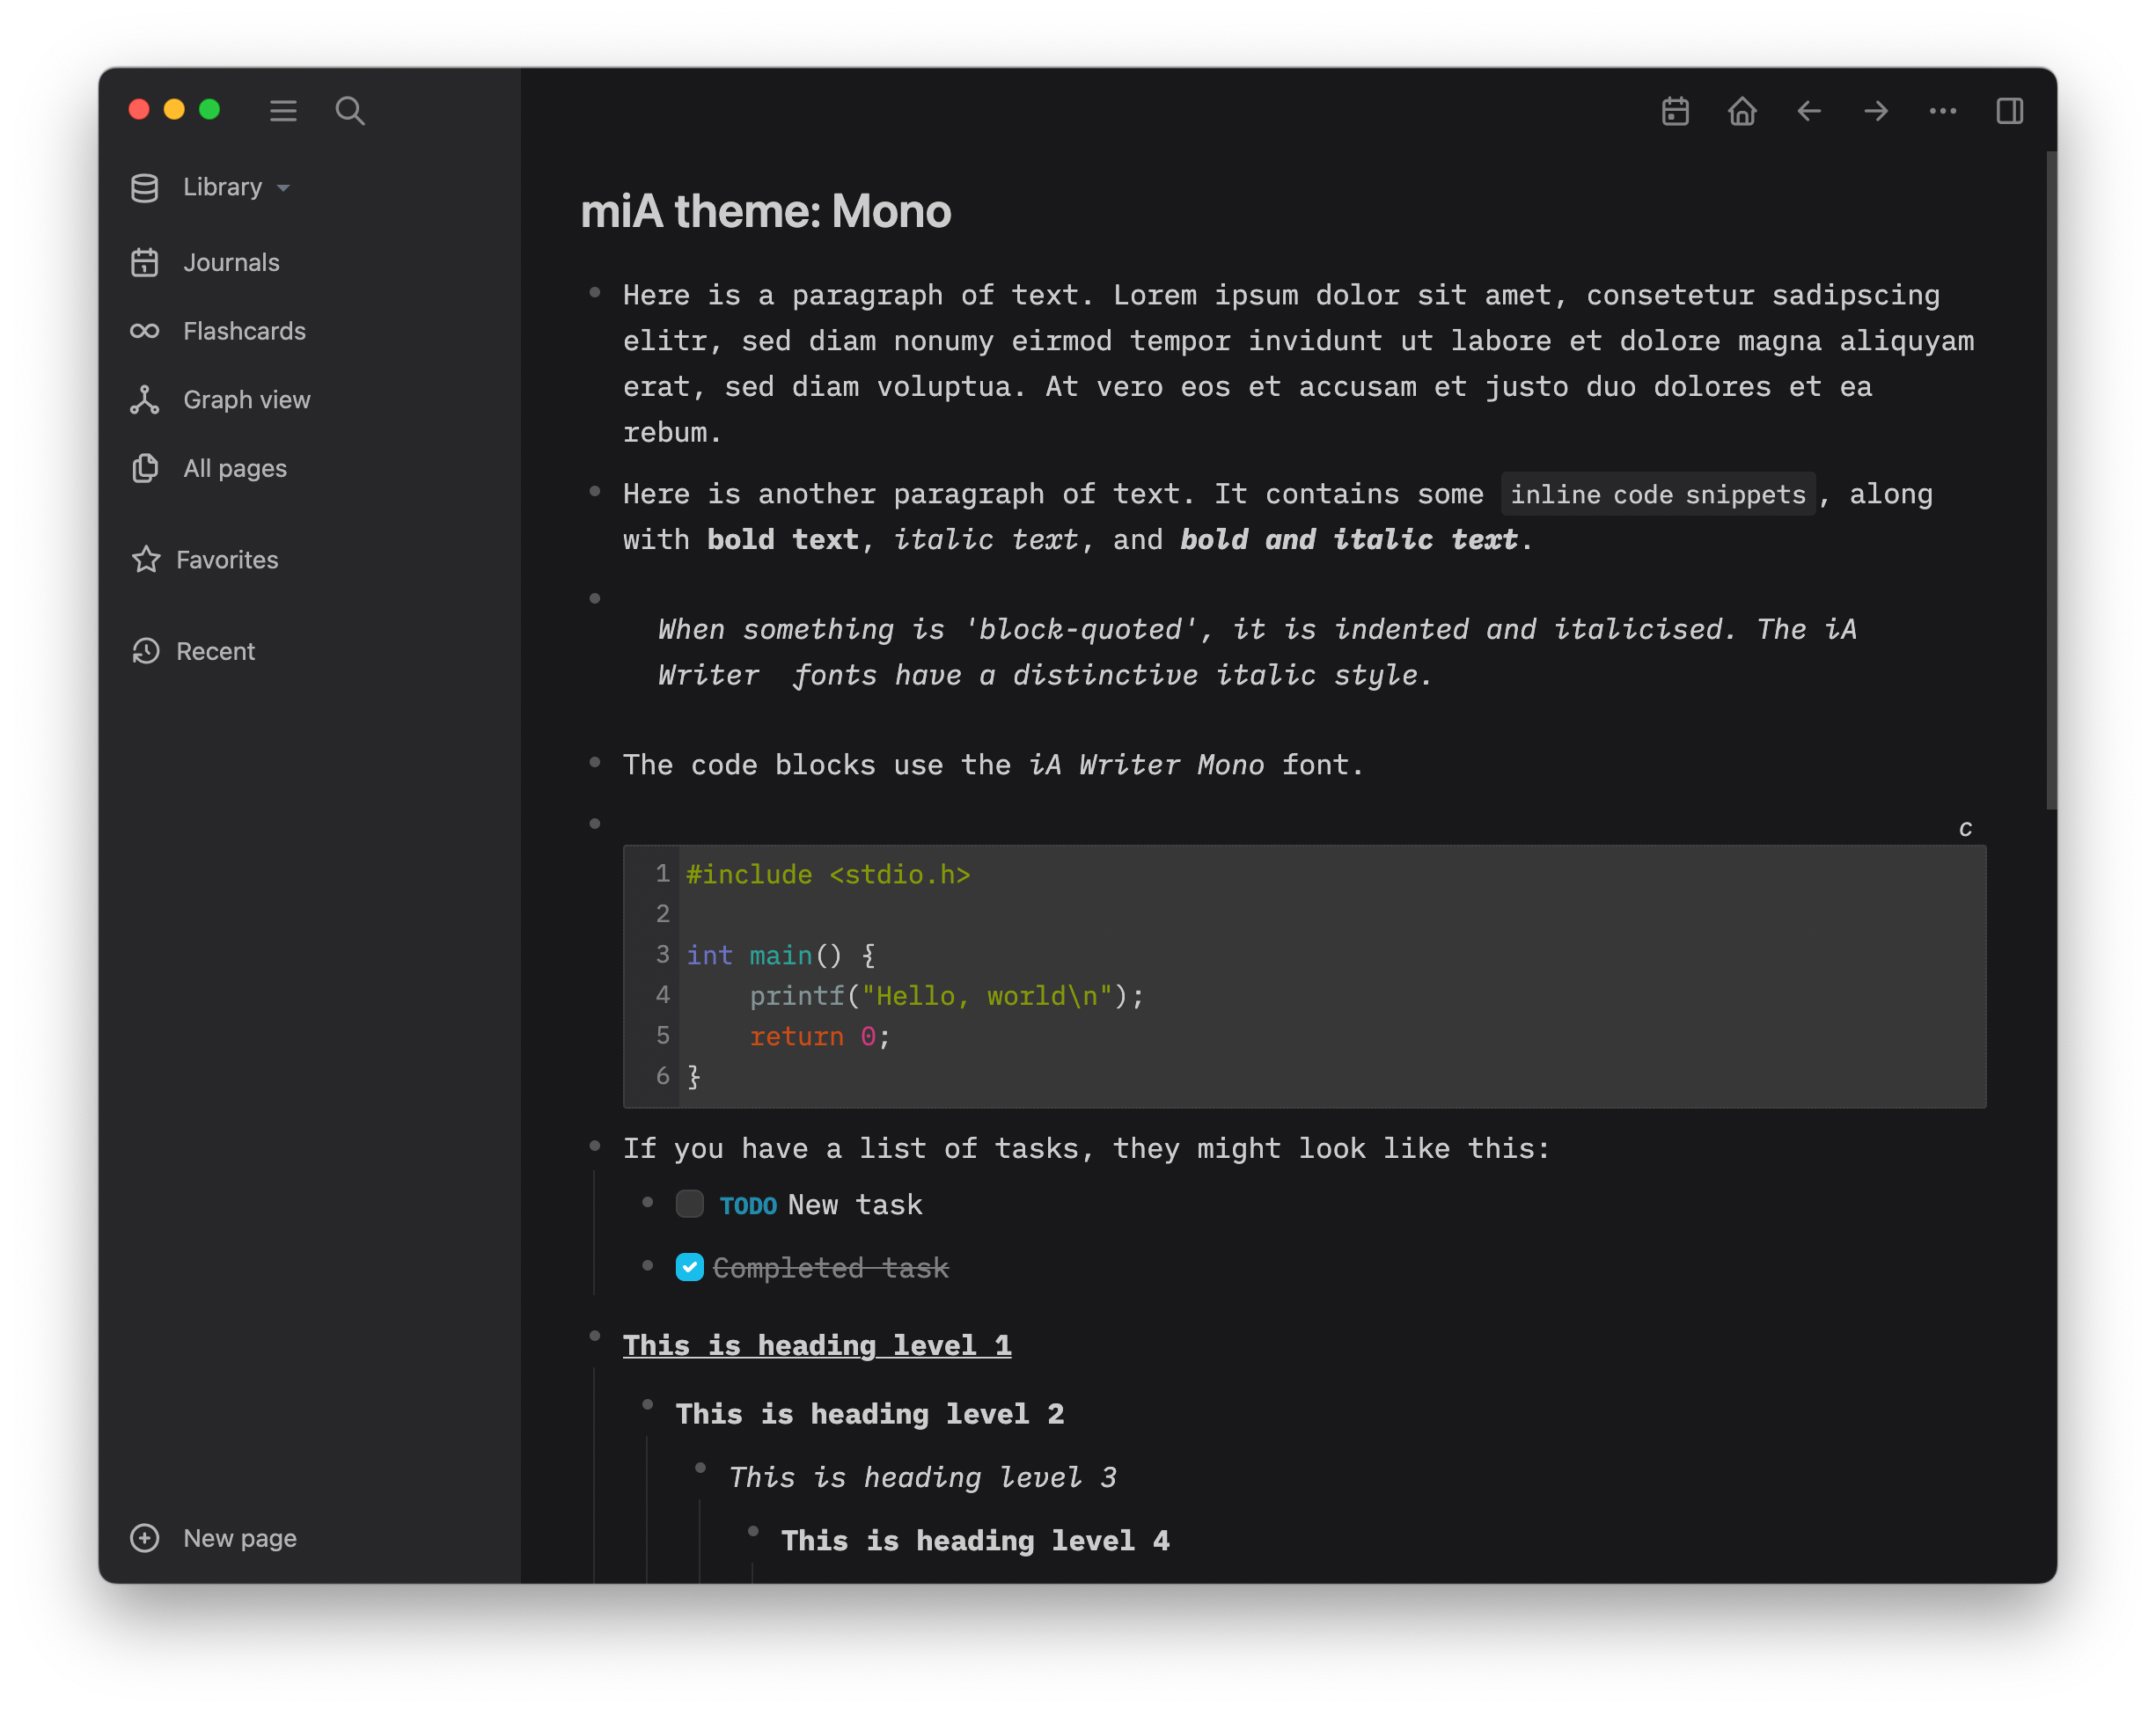 Library
Journals
Flashcards
Graph view
All pages
Favorites
Recent
New page
miA theme: Mono
Here is a paragraph of text. Lorem ipsum dolor sit amet, consetetur sadipscing
elitr, sed diam nonumy eirmod tempor invidunt ut labore et dolore magna aliquyam
erat, sed diam voluptua. At vero eos et accusam et justo duo dolores et ea
rebum.
Here is another paragraph of text. It contains some inline code snippets, along
with bold text, italic text, and bold and italic text.
When something is 'block-quoted', it is indented and italicised. The iA
Writer  fonts have a distinctive italic style.
The code blocks use the iA Writer Mono font.
c
1 #include <stdio.h>
2
3 int main() {
4     printf("Hello, world\n");
5     return 0;
6 }
If you have a list of tasks, they might look like this:
TODO New task
Completed task
This is heading level 1
This is heading level 2
This is heading level 3
This is heading level 4